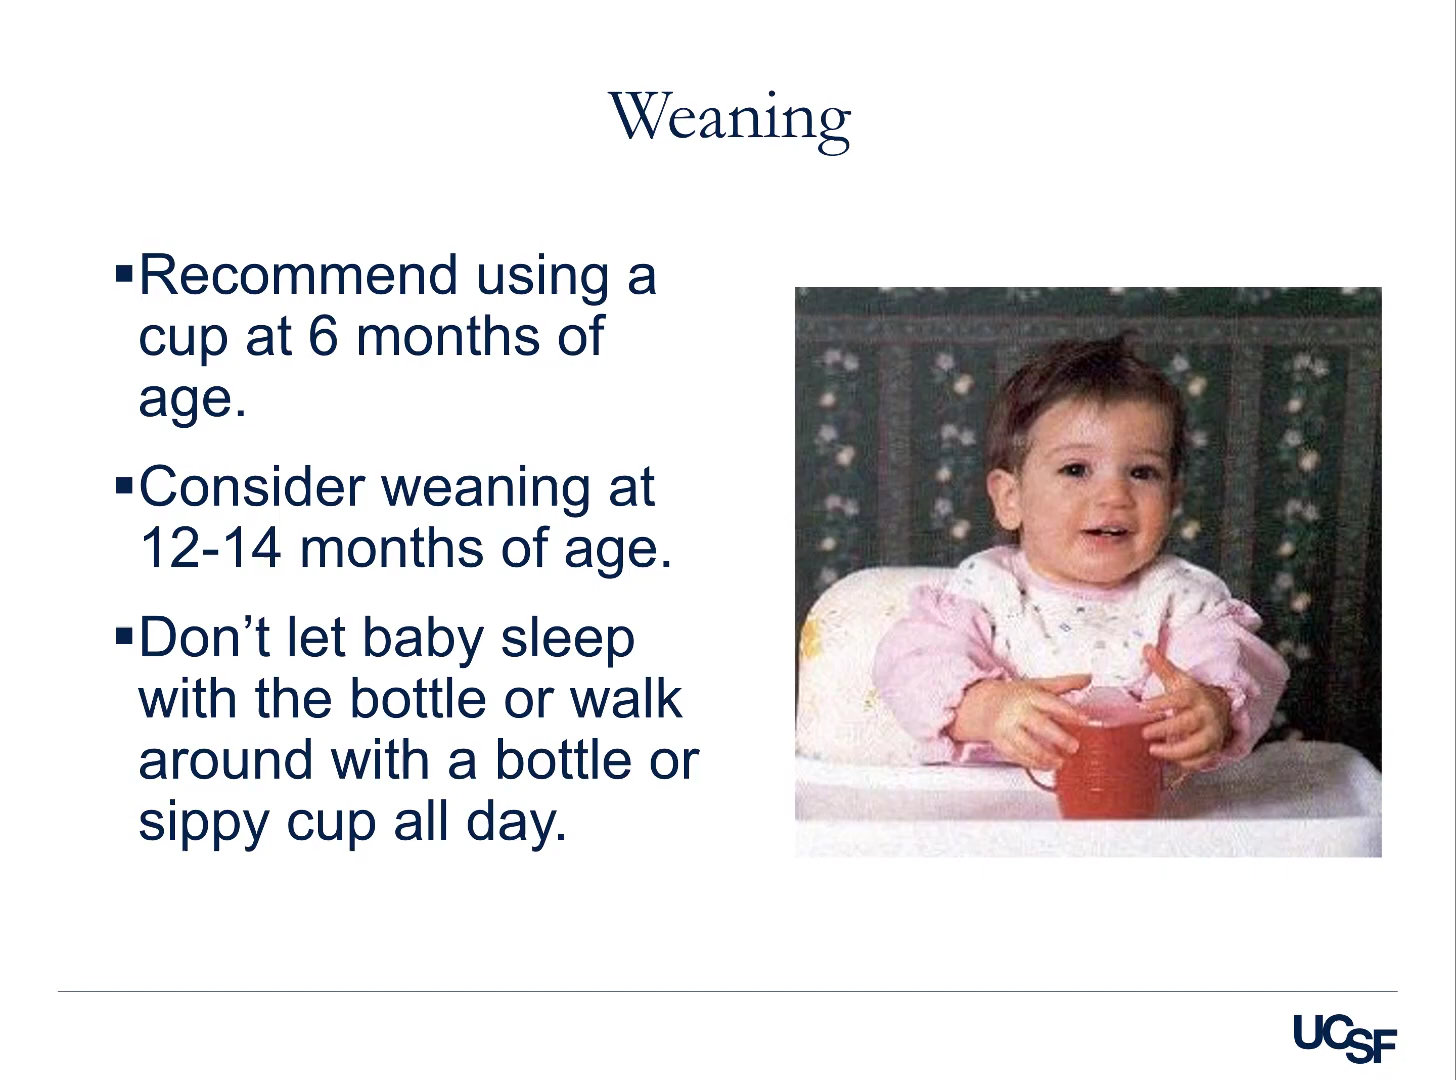 Weaning
▪Recommend using a
cup at 6 months of
age.
▪Consider weaning at
12-14 months of age.
▪Don’t let baby sleep
with the bottle or walk
around with a bottle or
sippy cup all day.
UCSF